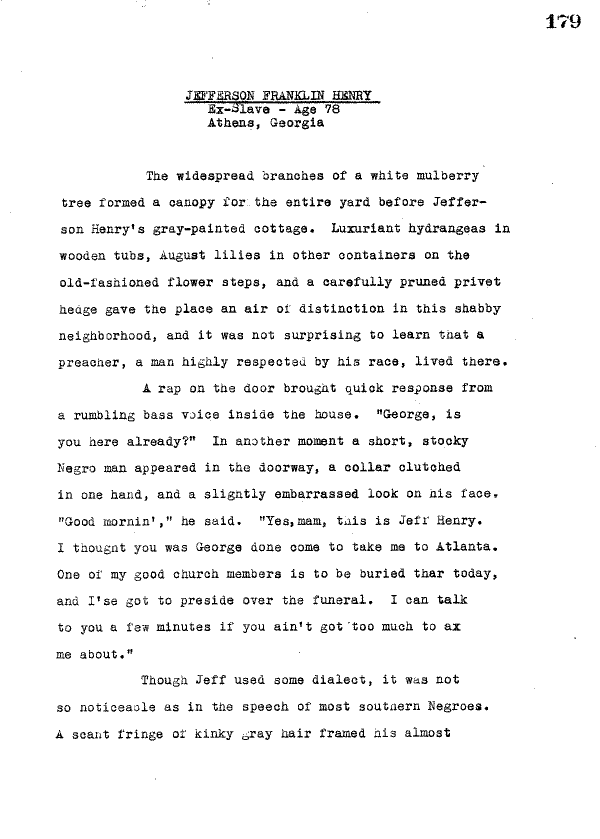 179
JEFFERSON FRANKLIN HENRY
Ex-Slave - Age 78
Athens, Georgia
The widespread branches of a white mulberry
tree formed a canopy for the entire yard before Jeffer-
son Henry's gray-painted cottage. Luxuriant hydrangeas in
wooden tubs, August lilies in other containers on the
old-fashioned flower steps, and a carefully pruned privet
hedge gave the place an air of distinction in this shabby
neighborhood, and it was not surprising to learn that a
preacher, a man highly respected by his race, lived there.
A rap on the door brought quick response from
a rumbling bass voice inside the house. "George, is
you here already?" In another moment a short, stocky
Negro man appeared in the doorway, a collar clutched
in one hand, and a slightly embarrassed look on his face.
"Good mornin'," he said. "Yes,mam, this is Jeff Henry.
I thought you was George done come to take me to Atlanta.
One of my good church members is to be buried thar today,
and I'se got to preside over the funeral. I can talk
to you a few minutes if you ain't got too much to ax
me about."
Though Jeff used some dialect, it was not
so noticeable as in the speech of most southern Negroes.
A scant fringe of kinky gray hair framed his almost